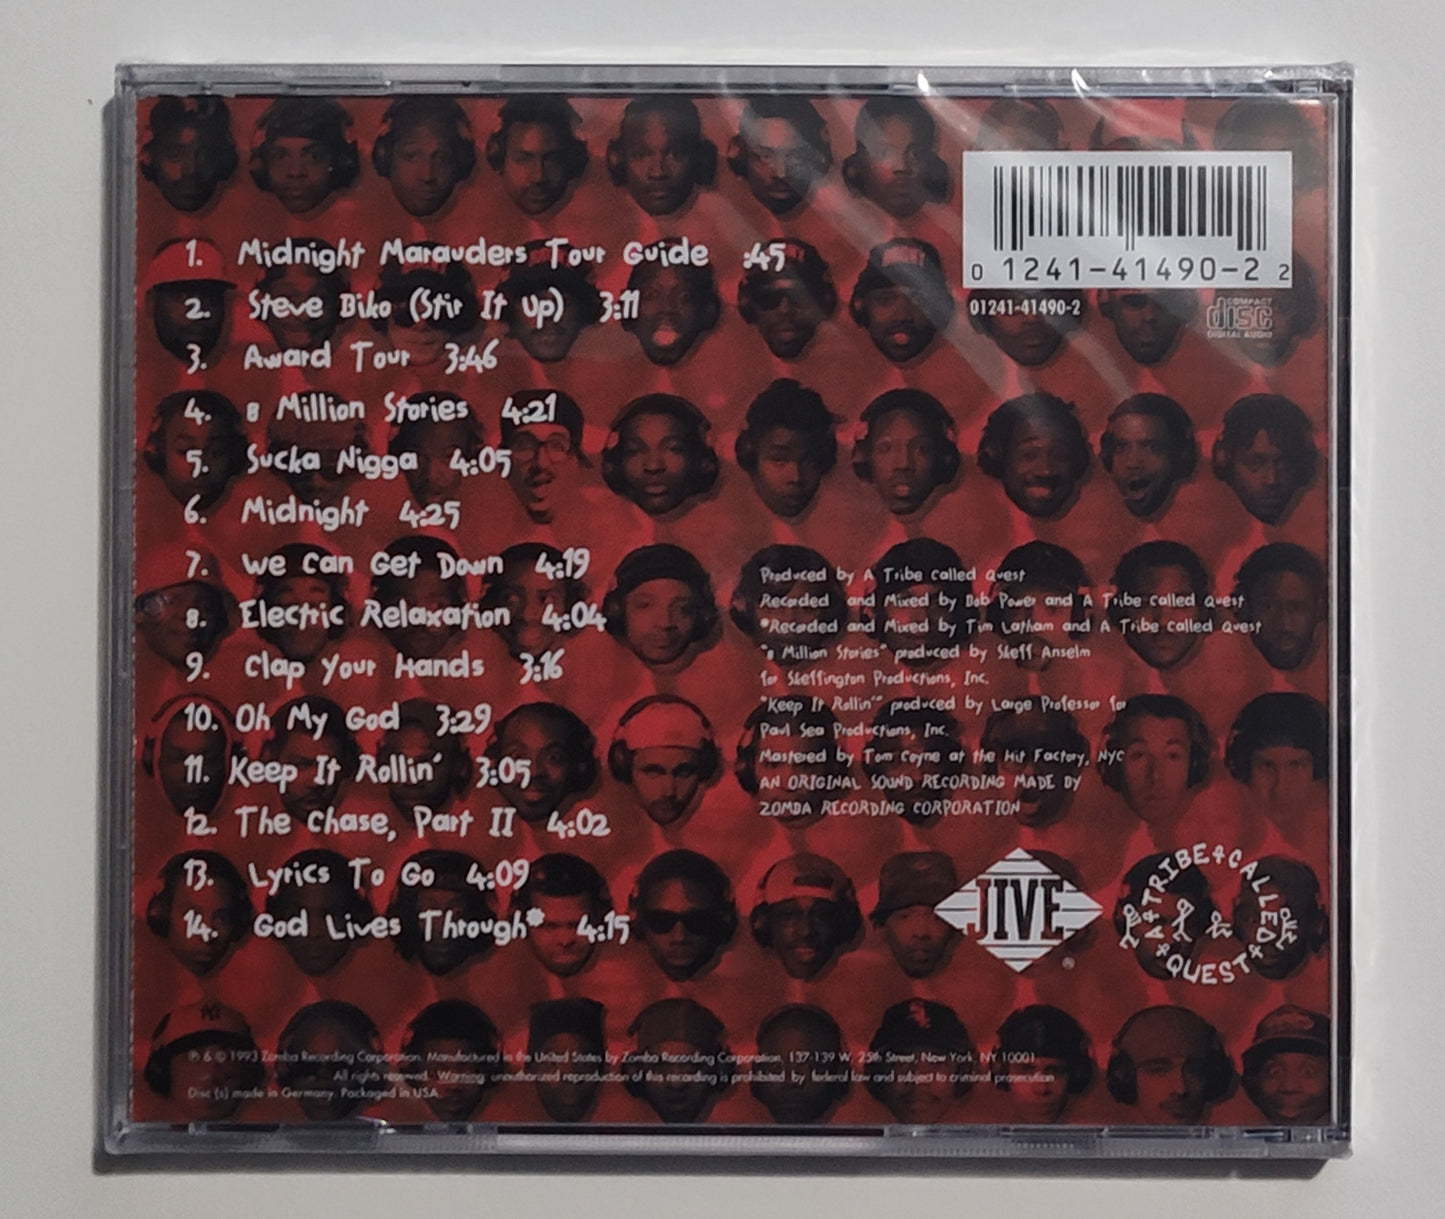 0 1241-41490-2 2
01241-41490-2
COMPACT
disc
DIGITAL AUDIO
1. Midnight Marauders Tour Guide :45
2. Steve Biko (Stir It Up) 3:11
3. Award Tour 3:46
4. 8 Million Stories 4:21
5. Sucka Nigga 4:05
6. Midnight 4:25
7. We Can Get Down 4:19
8. Electric Relaxation 4:04
9. Clap Your Hands 3:16
10. Oh My God 3:29
11. Keep It Rollin' 3:05
12. The Chase, Part II 4:02
13. Lyrics To Go 4:09
14. God Lives Through* 4:15
Produced by A Tribe Called Quest
Recorded and Mixed by Bob Power and A Tribe Called Quest
*Recorded and Mixed by Tim Latham and A Tribe Called Quest
"8 Million Stories" produced by Skeff Anselm
for Skeffington Productions, Inc.
"Keep It Rollin'" produced by Large Professor for
Paul Sea Productions, Inc.
Mastered by Tom Coyne at the Hit Factory, NYC
AN ORIGINAL SOUND RECORDING MADE BY
ZOMBA RECORDING CORPORATION
JIVE ®
A TRIBE CALLED QUEST
℗ & © 1993 Zomba Recording Corporation. Manufactured in the United States by Zomba Recording Corporation, 137-139 W. 25th Street, New York, NY 10001
All rights reserved. Warning: unauthorized reproduction of this recording is prohibited by federal law and subject to criminal prosecution
Disc (s) made in Germany. Packaged in USA.